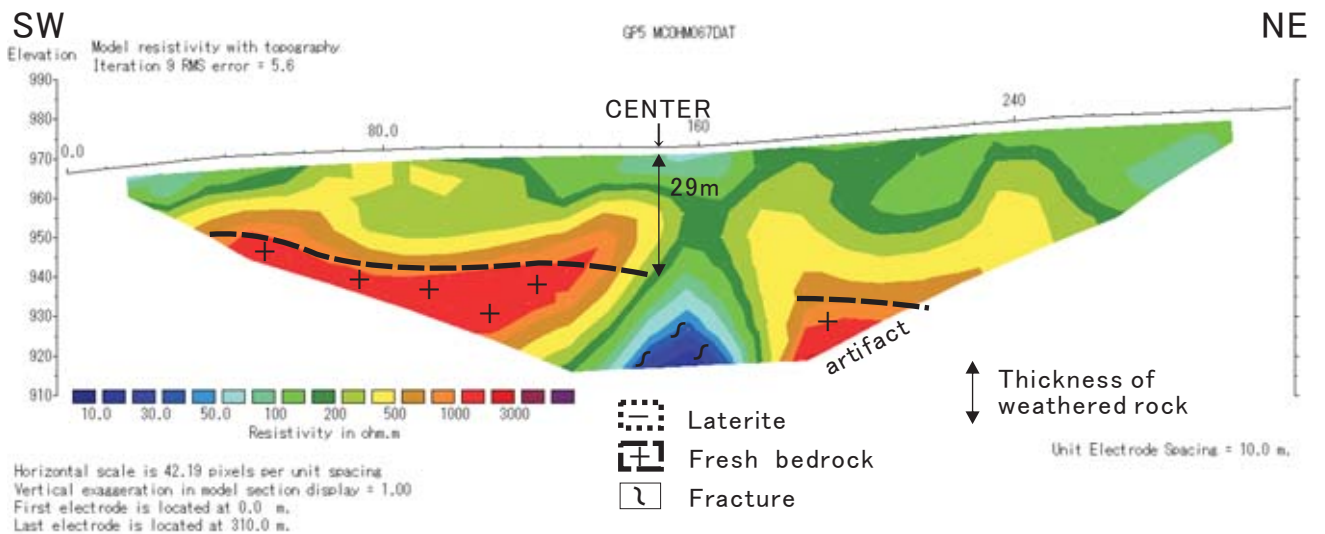 SW
NE
GP5 MCOHM067DAT
Elevation
Model resistivity with topography
Iteration 9 RMS error = 5.6
990
980
970
960
950
940
930
920
910
0.0
80.0
CENTER
160
240
29m
artifact
10.0 30.0 50.0 100 200 500 1000 3000
Resistivity in ohm.m
Laterite
Fresh bedrock
Fracture
Thickness of
weathered rock
Unit Electrode Spacing = 10.0 m.
Horizontal scale is 42.19 pixels per unit spacing
Vertical exaggeration in model section display = 1.00
First electrode is located at 0.0 m.
Last electrode is located at 310.0 m.